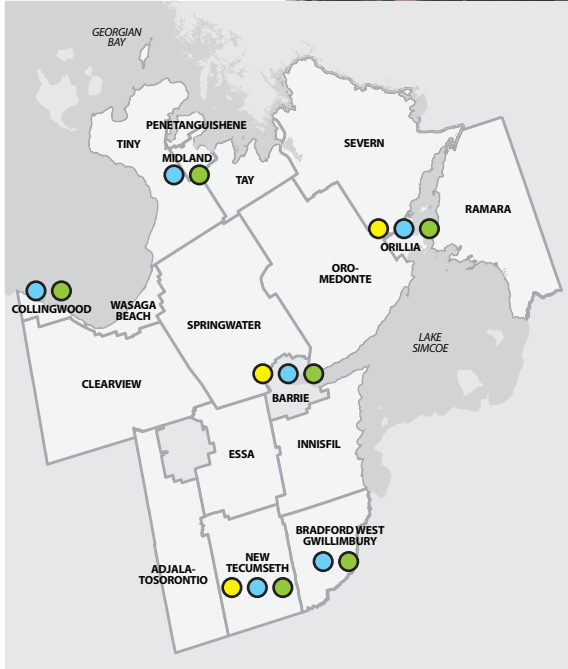 GEORGIAN
BAY
PENETANGUISHENE
TINY
SEVERN
MIDLAND
TAY
RAMARA
ORILLIA
ORO-
MEDONTE
COLLINGWOOD
WASAGA
BEACH
SPRINGWATER
LAKE
SIMCOE
CLEARVIEW
BARRIE
INNISFIL
ESSA
BRADFORD WEST
GWILLIMBURY
NEW
TECUMSETH
ADJALA-
TOSORONTIO